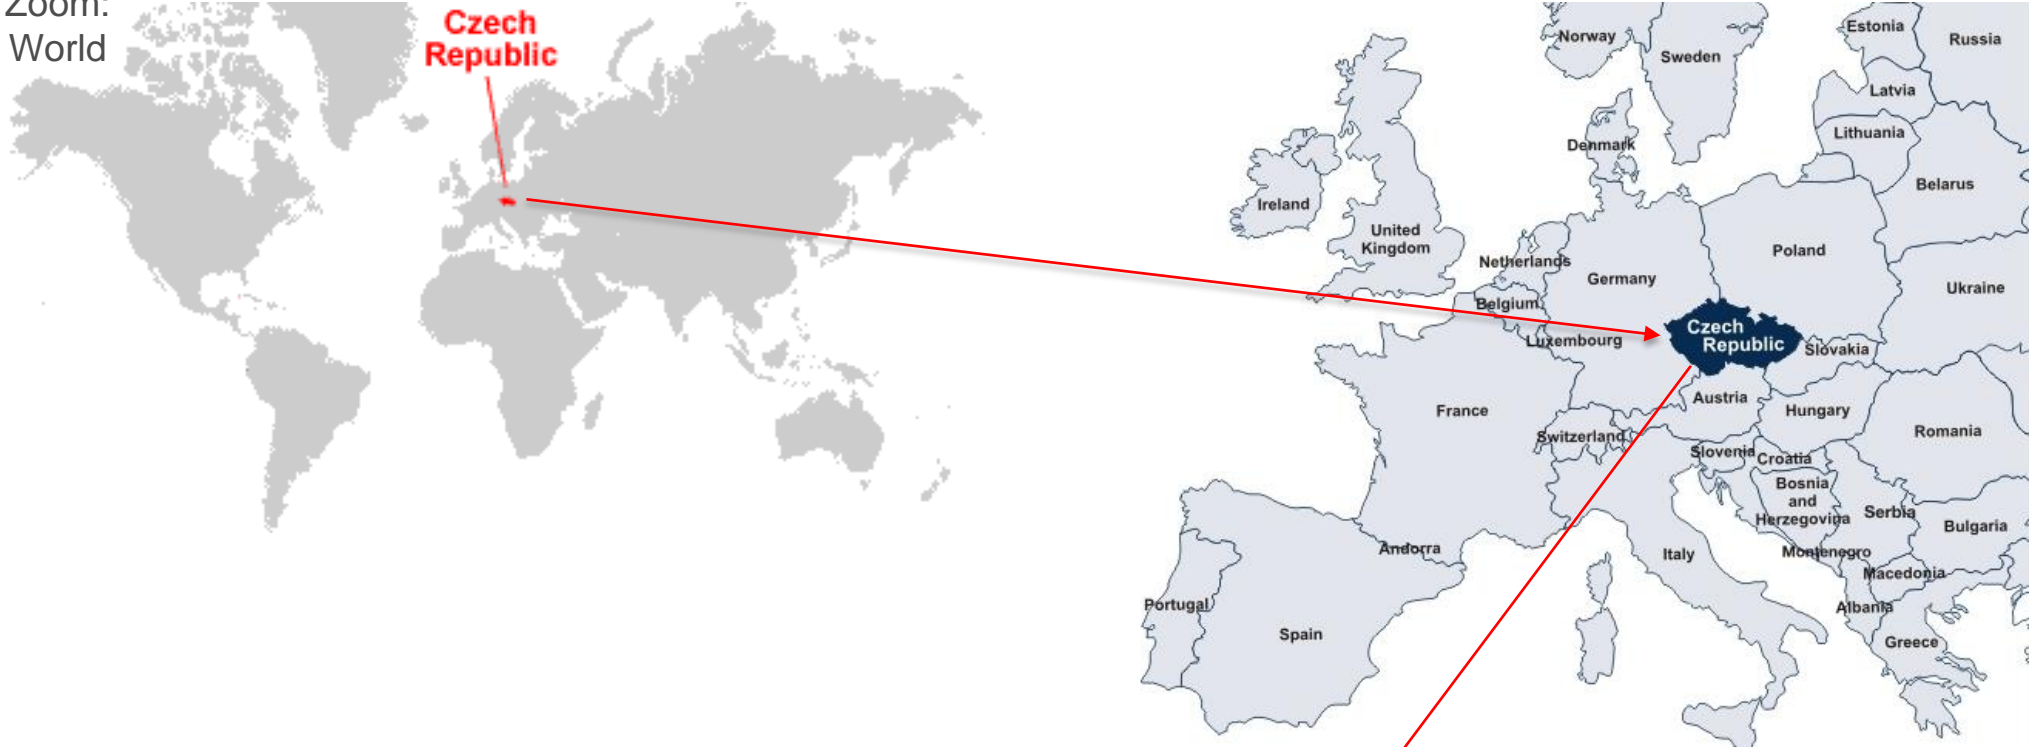 Zoom:
World
Czech
Republic
Norway
Sweden
Estonia
Russia
Latvia
Lithuania
Denmark
Belarus
Ireland
United
Kingdom
Netherlands
Poland
Germany
Ukraine
Belgium
Czech
Republic
Luxembourg
Slovakia
Austria
France
Hungary
Switzerland
Romania
Slovenia
Croatia
Bosnia
and
Herzegovina
Serbia
Bulgaria
Andorra
Italy
Montenegro
Macedonia
Portugal
Albania
Spain
Greece